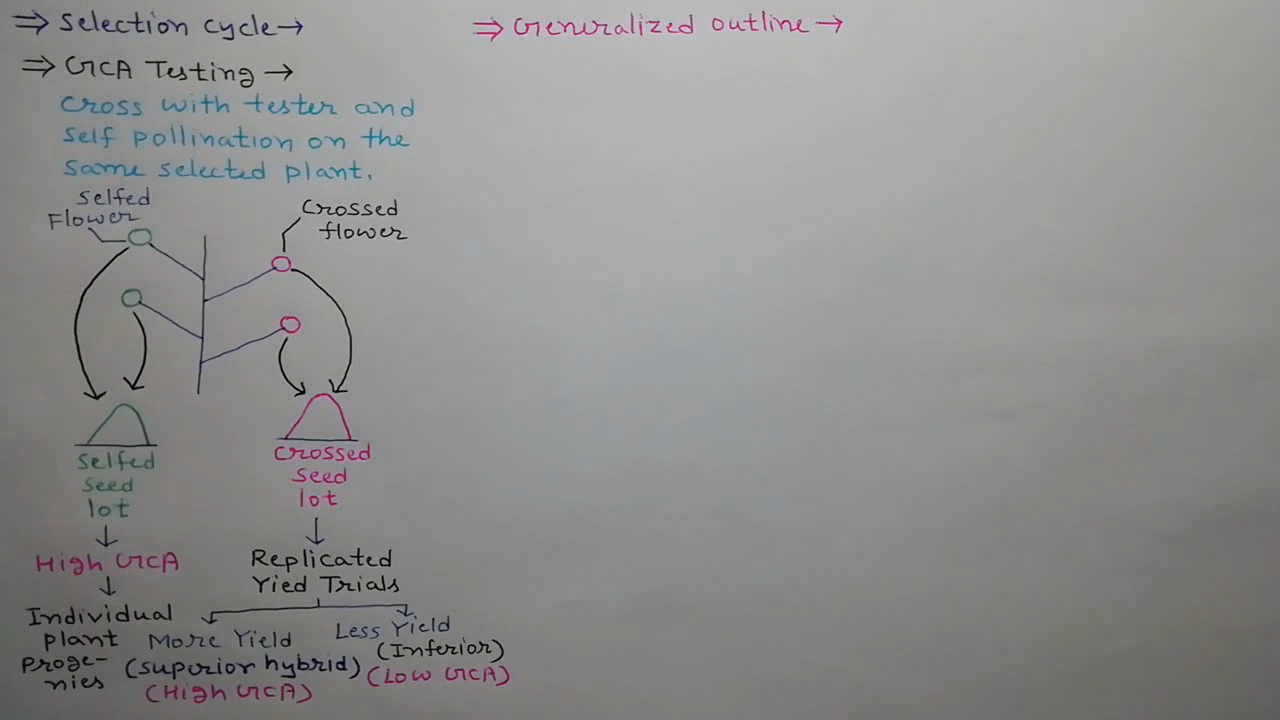 ⇒ Selection cycle →
⇒ Generalized outline →
⇒ GCA Testing →
Cross with tester and
self pollination on the
same selected plant.
Selfed
Flower
Crossed
flower
Selfed
seed
lot
Crossed
seed
lot
High GCA
Replicated
Yied Trials
Individual
plant
proge-
nies
More Yield
(superior hybrid)
(High GCA)
Less Yield
(Inferior)
(Low GCA)